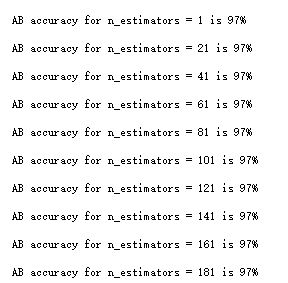 AB accuracy for n_estimators = 1 is 97%
AB accuracy for n_estimators = 21 is 97%
AB accuracy for n_estimators = 41 is 97%
AB accuracy for n_estimators = 61 is 97%
AB accuracy for n_estimators = 81 is 97%
AB accuracy for n_estimators = 101 is 97%
AB accuracy for n_estimators = 121 is 97%
AB accuracy for n_estimators = 141 is 97%
AB accuracy for n_estimators = 161 is 97%
AB accuracy for n_estimators = 181 is 97%